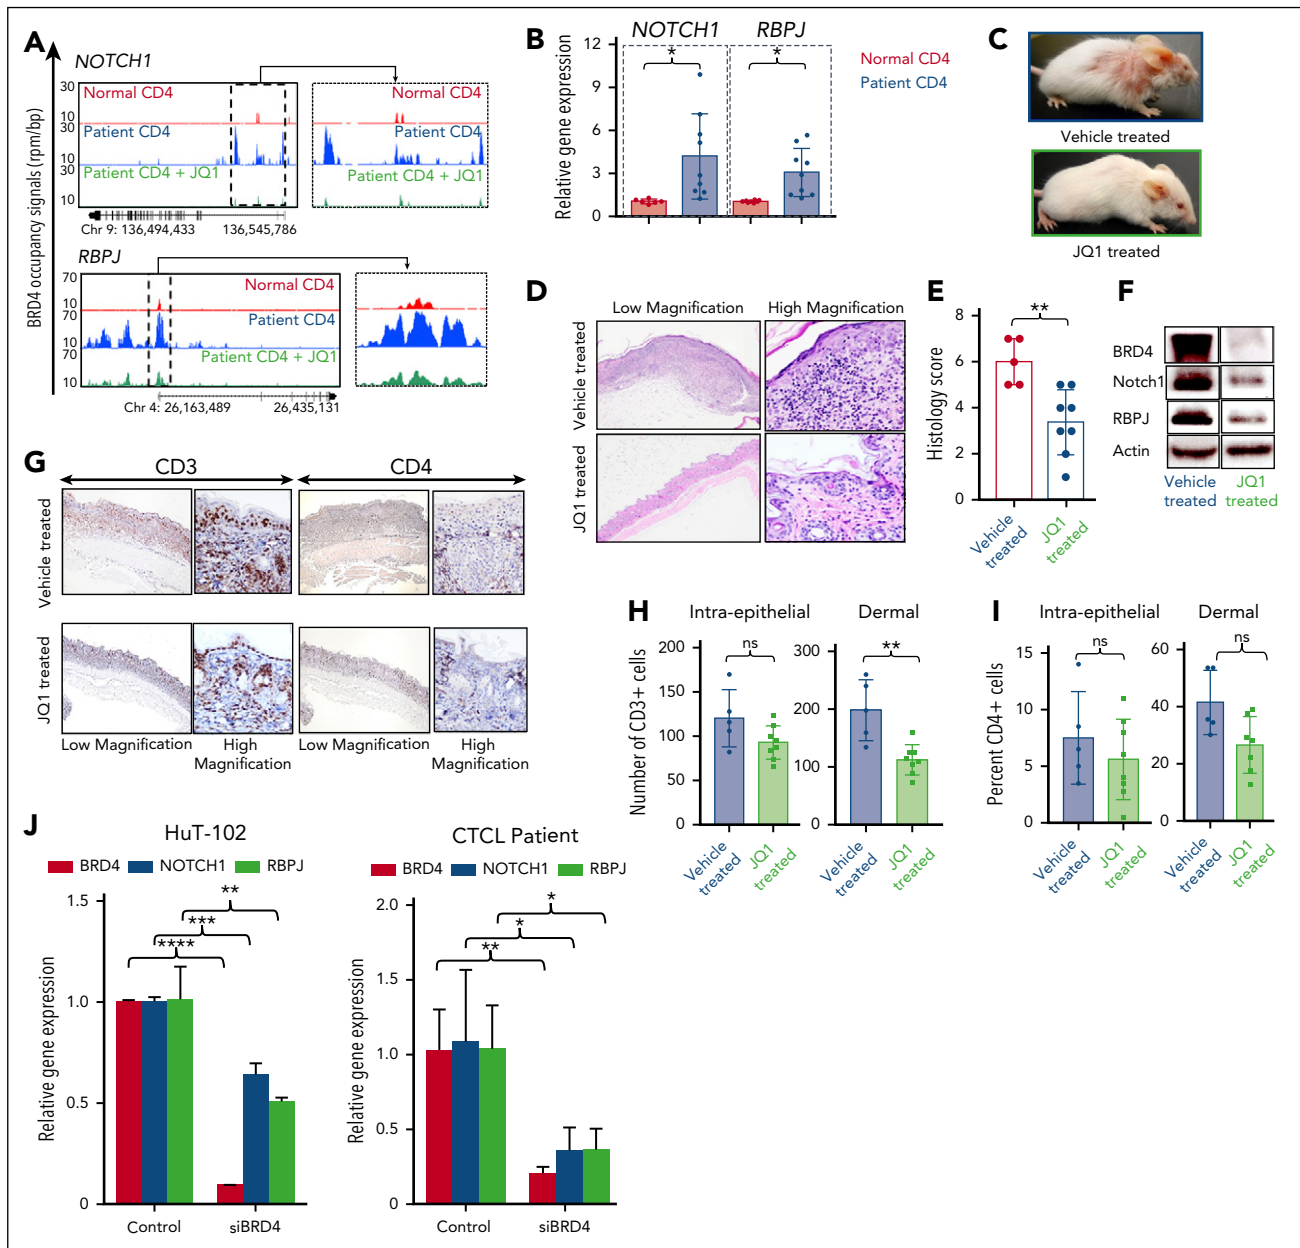 A
NOTCH1
BRD4 occupancy signals (rpm/bp)
30
Normal CD4
10
30
Patient CD4
10
30
Patient CD4 + JQ1
10
Normal CD4
Patient CD4
Patient CD4 + JQ1
Chr 9: 136,494,433
136,545,786
RBPJ
70
Normal CD4
10
70
Patient CD4
10
70
Patient CD4 + JQ1
10
Chr 4: 26,163,489
26,435,131
B
NOTCH1
RBPJ
Relative gene expression
12
9
6
3
0
*
*
Normal CD4
Patient CD4
C
Vehicle treated
JQ1 treated
D
Low Magnification
High Magnification
Vehicle treated
JQ1 treated
E
Histology score
8
6
4
2
0
**
Vehicle
treated
JQ1
treated
F
BRD4
Notch1
RBPJ
Actin
Vehicle
treated
JQ1
treated
G
CD3
CD4
Vehicle treated
JQ1 treated
Low Magnification
High
Magnification
Low Magnification
High
Magnification
H
Intra-epithelial
Dermal
Number of CD3+ cells
200
150
100
50
0
ns
300
200
100
0
**
Vehicle
treated
JQ1
treated
Vehicle
treated
JQ1
treated
I
Intra-epithelial
Dermal
Percent CD4+ cells
15
10
5
0
ns
60
40
20
0
ns
Vehicle
treated
JQ1
treated
Vehicle
treated
JQ1
treated
J
HuT-102
BRD4
NOTCH1
RBPJ
Relative gene expression
1.5
1.0
0.5
0
**
***
****
Control
siBRD4
CTCL Patient
BRD4
NOTCH1
RBPJ
Relative gene expression
2.0
1.5
1.0
0.5
0
*
*
**
Control
siBRD4